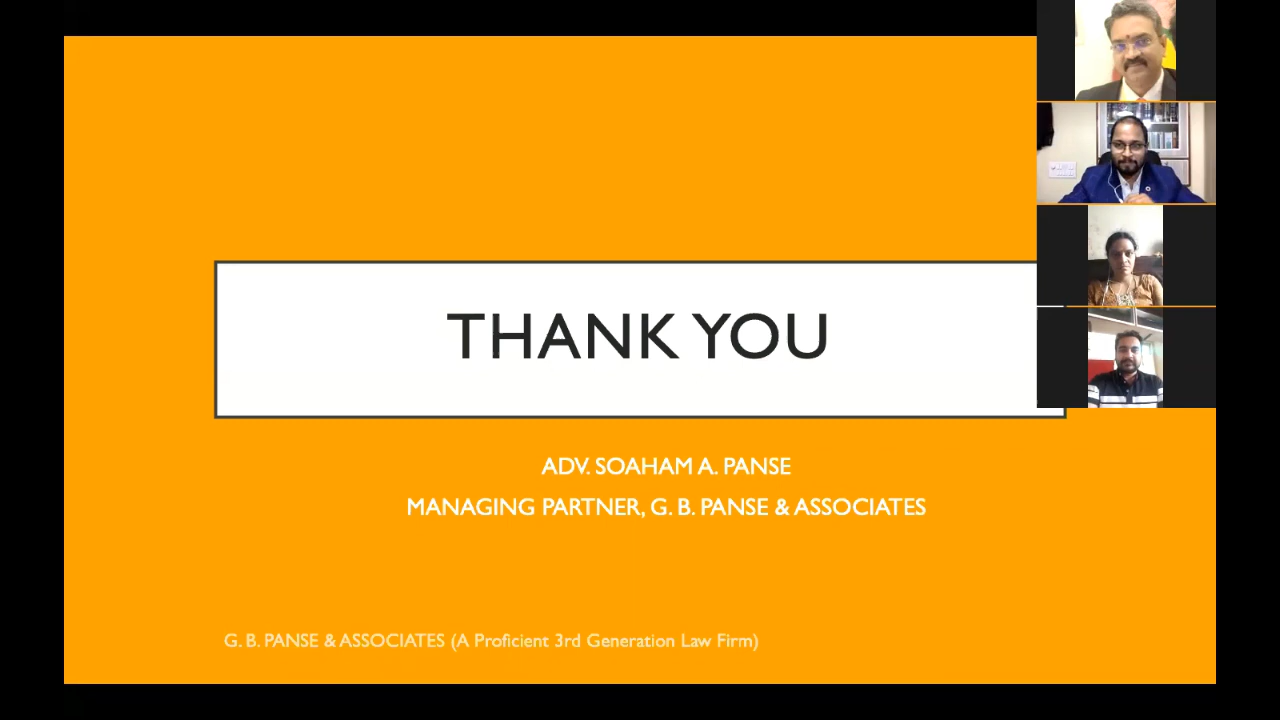 THANK YOU
ADV. SOAHAM A. PANSE
MANAGING PARTNER, G. B. PANSE & ASSOCIATES
G. B. PANSE & ASSOCIATES (A Proficient 3rd Generation Law Firm)